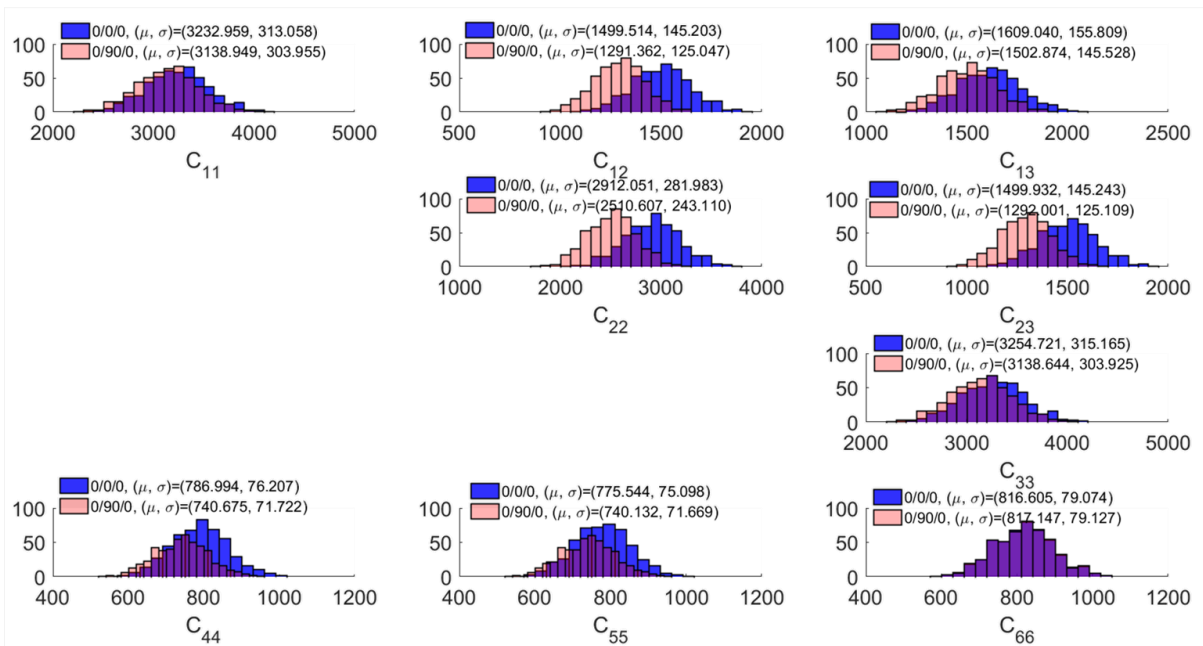 0/0/0, (μ, σ)=(3232.959, 313.058)
0/90/0, (μ, σ)=(3138.949, 303.955)
100
50
0
2000 3000 4000 5000
C11
0/0/0, (μ, σ)=(1499.514, 145.203)
0/90/0, (μ, σ)=(1291.362, 125.047)
100
50
0
500 1000 1500 2000
C12
0/0/0, (μ, σ)=(1609.040, 155.809)
0/90/0, (μ, σ)=(1502.874, 145.528)
100
50
0
1000 1500 2000 2500
C13
0/0/0, (μ, σ)=(2912.051, 281.983)
0/90/0, (μ, σ)=(2510.607, 243.110)
100
50
0
1000 2000 3000 4000
C22
0/0/0, (μ, σ)=(1499.932, 145.243)
0/90/0, (μ, σ)=(1292.001, 125.109)
100
50
0
500 1000 1500 2000
C23
0/0/0, (μ, σ)=(3254.721, 315.165)
0/90/0, (μ, σ)=(3138.644, 303.925)
100
50
0
2000 3000 4000 5000
C33
0/0/0, (μ, σ)=(786.994, 76.207)
0/90/0, (μ, σ)=(740.675, 71.722)
100
50
0
400 600 800 1000 1200
C44
0/0/0, (μ, σ)=(775.544, 75.098)
0/90/0, (μ, σ)=(740.132, 71.669)
100
50
0
400 600 800 1000 1200
C55
0/0/0, (μ, σ)=(816.605, 79.074)
0/90/0, (μ, σ)=(817.147, 79.127)
100
50
0
400 600 800 1000 1200
C66